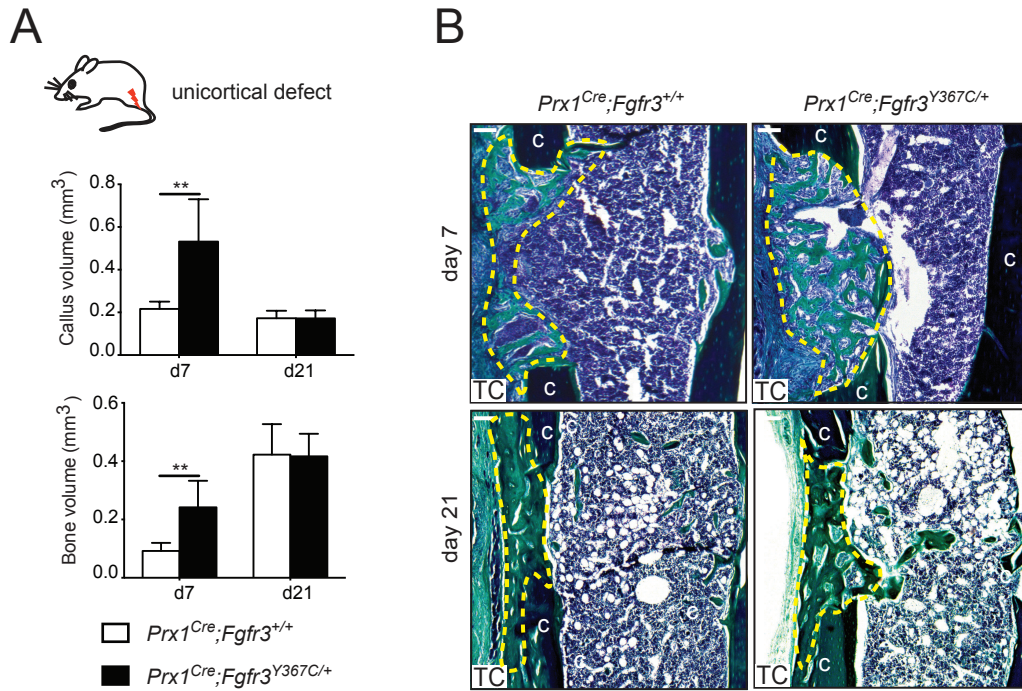 A
unicortical defect
Callus volume (mm3)
0.8
0.6
0.4
0.2
0.0
**
d7
d21
Bone volume (mm3)
0.6
0.4
0.2
0.0
**
d7
d21
Prx1Cre;Fgfr3+/+
Prx1Cre;Fgfr3Y367C/+
B
Prx1Cre;Fgfr3+/+
Prx1Cre;Fgfr3Y367C/+
day 7
c
c
TC
c
c
c
TC
day 21
c
c
TC
c
c
TC